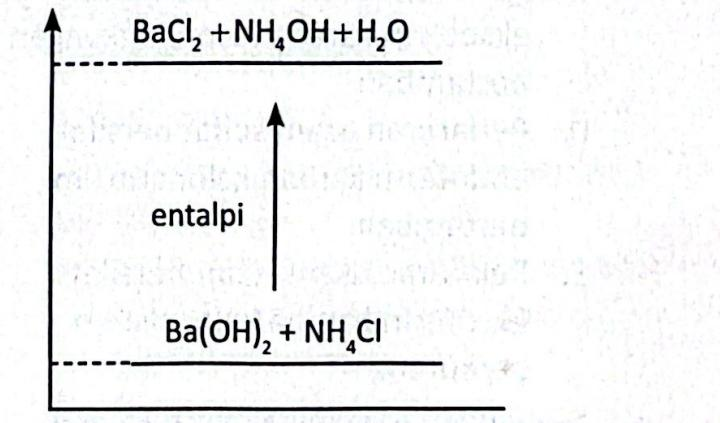 BaCl₂ +NH₄OH+H₂O
entalpi
Ba(OH)₂ + NH₄Cl